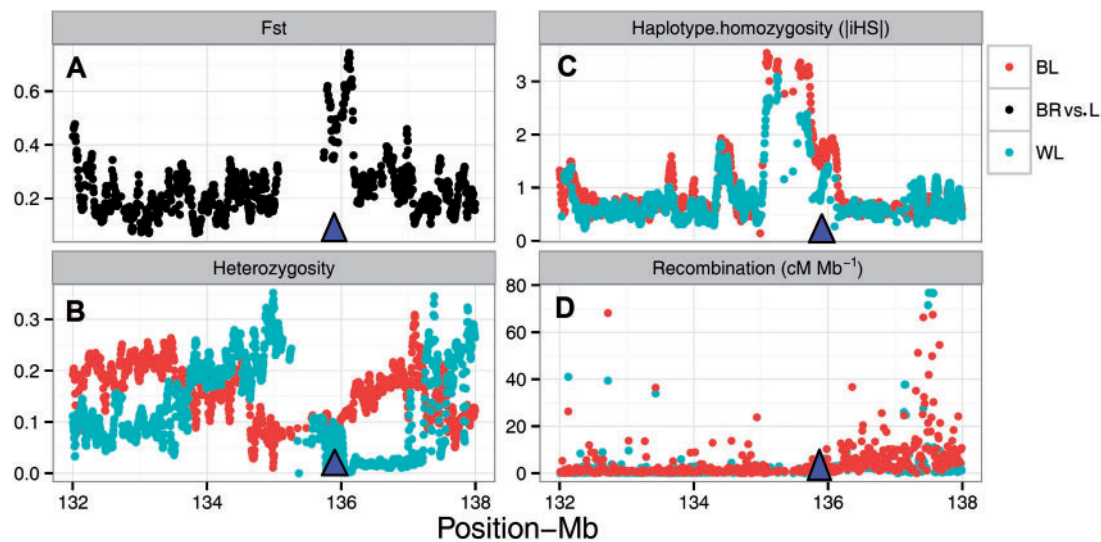 Fst
A
0.6
0.4
0.2
Haplotype.homozygosity (|iHS|)
C
3
2
1
0
BL
BR vs. L
WL
Heterozygosity
B
0.3
0.2
0.1
0.0
132 134 136 138
Recombination (cM Mb⁻¹)
D
80
60
40
20
0
132 134 136 138
Position–Mb